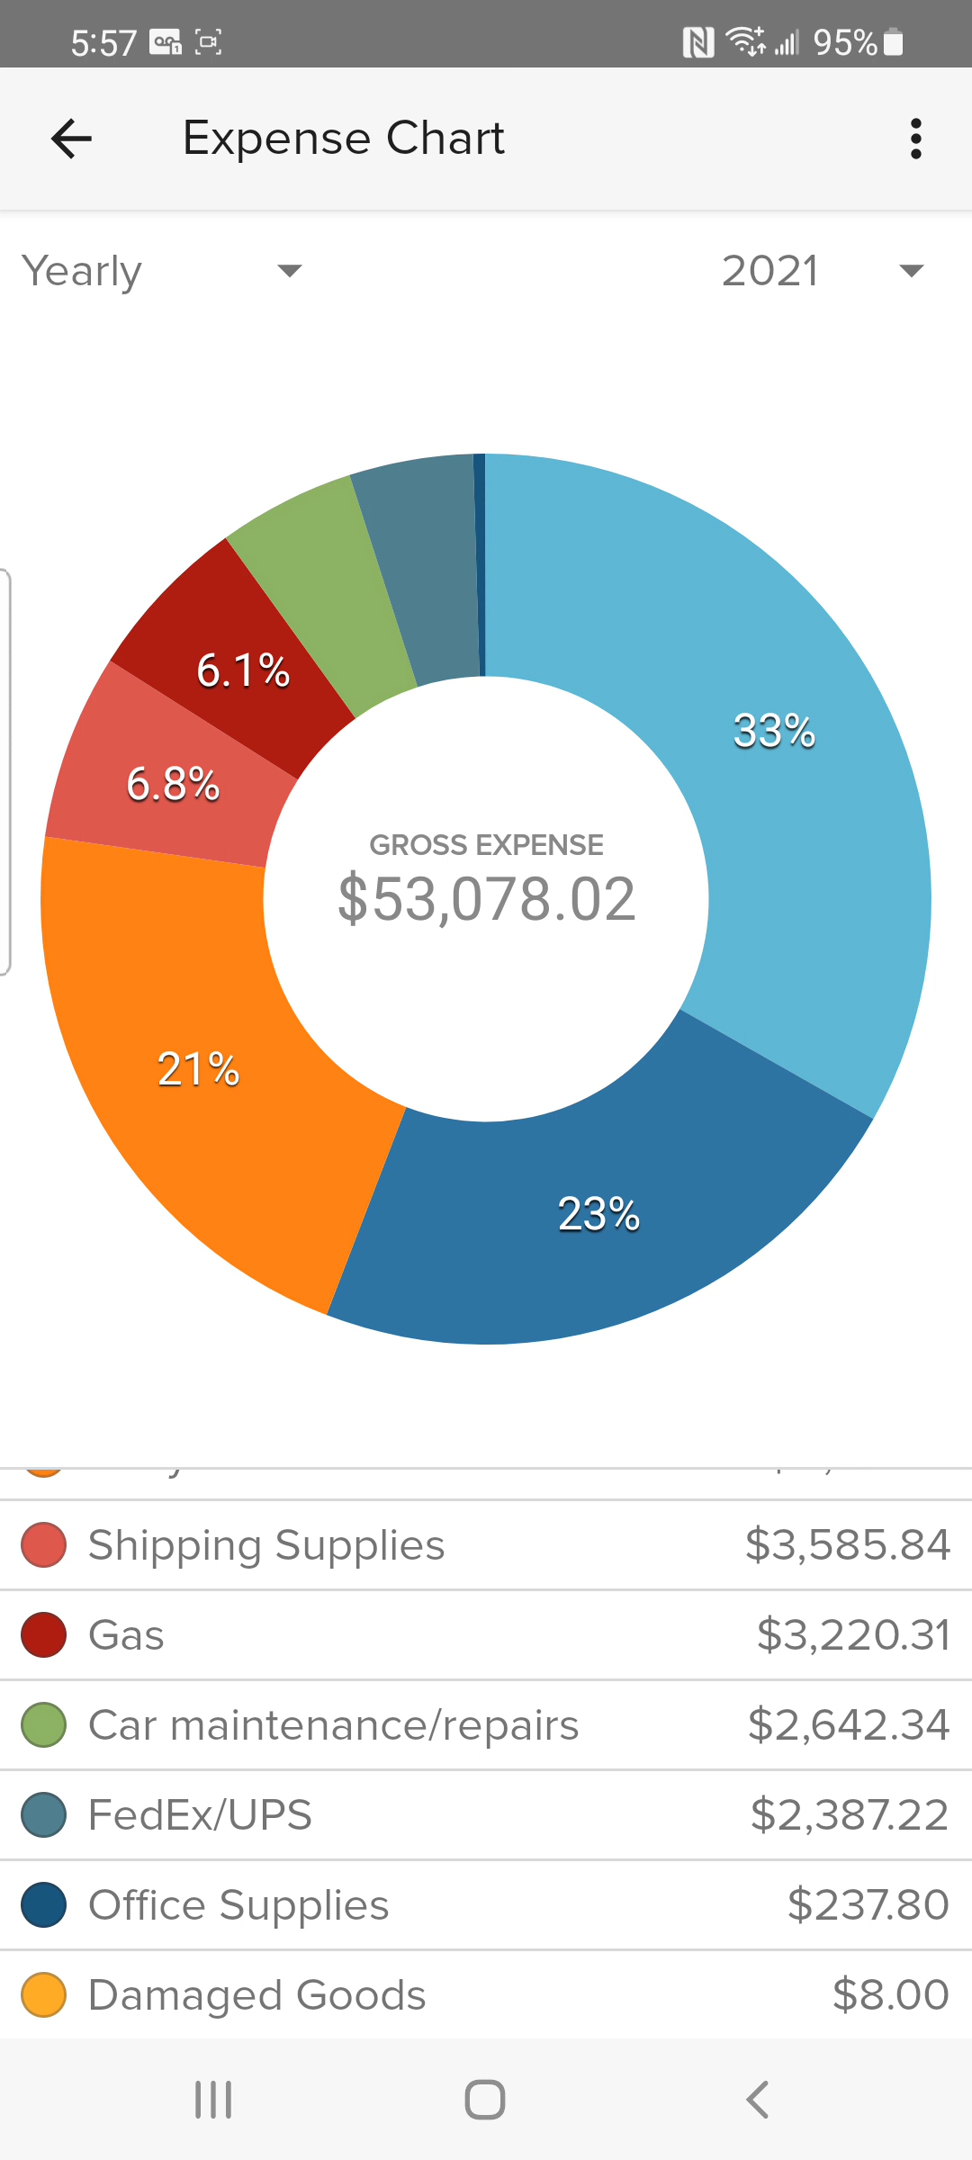 5:57 95%
Expense Chart
Yearly 2021
33%
6.1%
6.8%
GROSS EXPENSE
$53,078.02
21%
23%
Shipping Supplies $3,585.84
Gas $3,220.31
Car maintenance/repairs $2,642.34
FedEx/UPS $2,387.22
Office Supplies $237.80
Damaged Goods $8.00